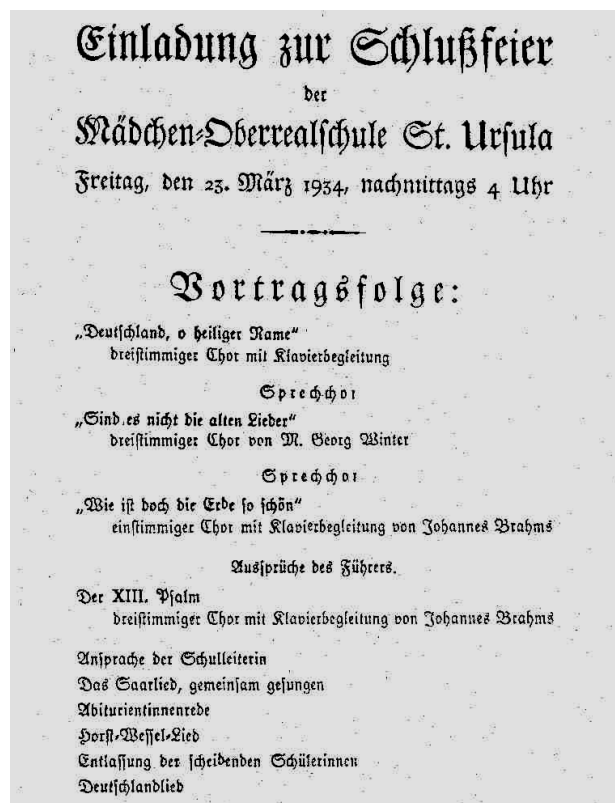 Einladung zur Schlußfeier
der
Mädchen-Oberrealschule St. Ursula
Freitag, den 23. März 1934, nachmittags 4 Uhr
Vortragsfolge:
„Deutschland, o heiliger Name“
dreistimmiger Chor mit Klavierbegleitung
Sprechchor
„Sind es nicht die alten Lieder“
dreistimmiger Chor von M. Georg Winter
Sprechchor
„Wie ist doch die Erde so schön“
einstimmiger Chor mit Klavierbegleitung von Johannes Brahms
Aussprüche des Führers.
Der XIII. Psalm
dreistimmiger Chor mit Klavierbegleitung von Johannes Brahms
Ansprache der Schulleiterin
Das Saarlied, gemeinsam gesungen
Abiturientinnenrede
Horst-Wessel-Lied
Entlassung der scheidenden Schülerinnen
Deutschlandlied